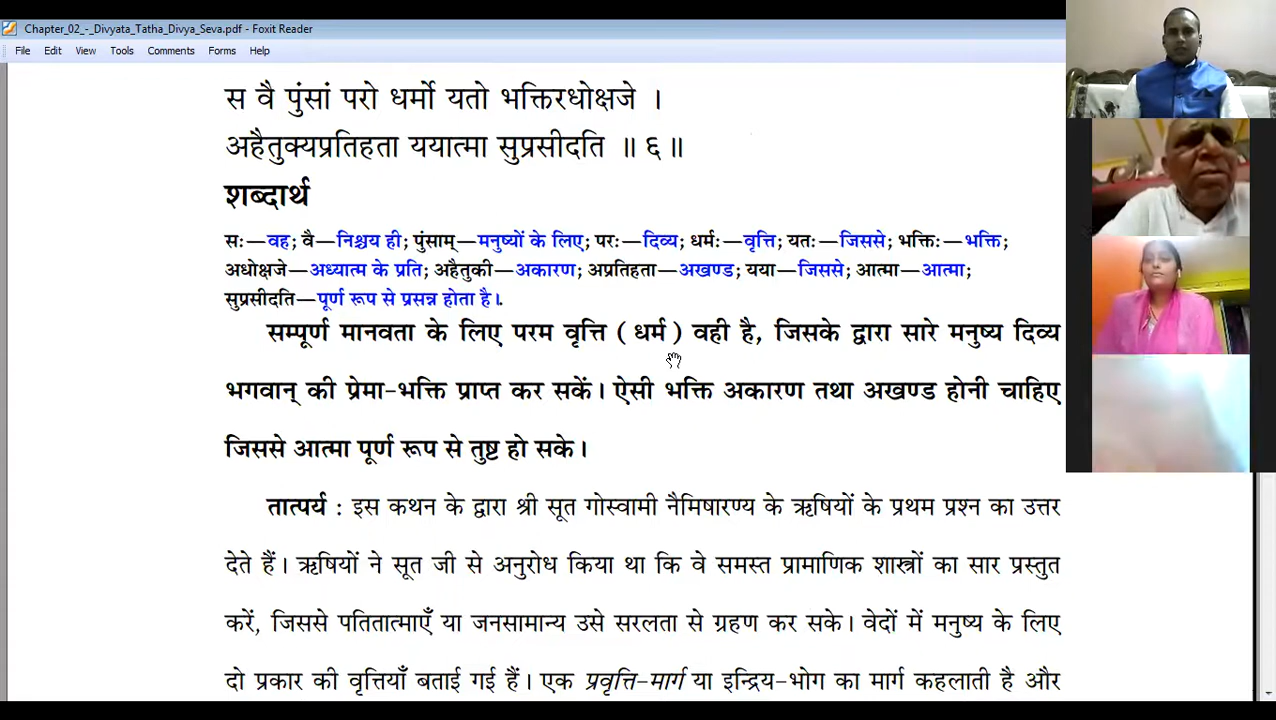 Chapter_02_-_Divyata_Tatha_Divya_Seva.pdf - Foxit Reader
File Edit View Tools Comments Forms Help
स वै पुंसां परो धर्मो यतो भक्तिरधोक्षजे ।
अहैतुक्यप्रतिहता ययात्मा सुप्रसीदति ॥ ६॥
शब्दार्थ
सः—वह; वै—निश्चय ही; पुंसाम्—मनुष्यों के लिए; परः—दिव्य; धर्मः—वृत्ति; यतः—जिससे; भक्तिः—भक्ति;
अधोक्षजे—अध्यात्म के प्रति; अहैतुकी—अकारण; अप्रतिहता—अखण्ड; यया—जिससे; आत्मा—आत्मा;
सुप्रसीदति—पूर्ण रूप से प्रसन्न होता है।.
सम्पूर्ण मानवता के लिए परम वृत्ति ( धर्म ) वही है, जिसके द्वारा सारे मनुष्य दिव्य
भगवान् की प्रेमा-भक्ति प्राप्त कर सकें। ऐसी भक्ति अकारण तथा अखण्ड होनी चाहिए
जिससे आत्मा पूर्ण रूप से तुष्ट हो सके।
तात्पर्य : इस कथन के द्वारा श्री सूत गोस्वामी नैमिषारण्य के ऋषियों के प्रथम प्रश्न का उत्तर
देते हैं। ऋषियों ने सूत जी से अनुरोध किया था कि वे समस्त प्रामाणिक शास्त्रों का सार प्रस्तुत
करें, जिससे पतितात्माएँ या जनसामान्य उसे सरलता से ग्रहण कर सके। वेदों में मनुष्य के लिए
दो प्रकार की वृत्तियाँ बताई गई हैं। एक प्रवृत्ति-मार्ग या इन्द्रिय-भोग का मार्ग कहलाती है और